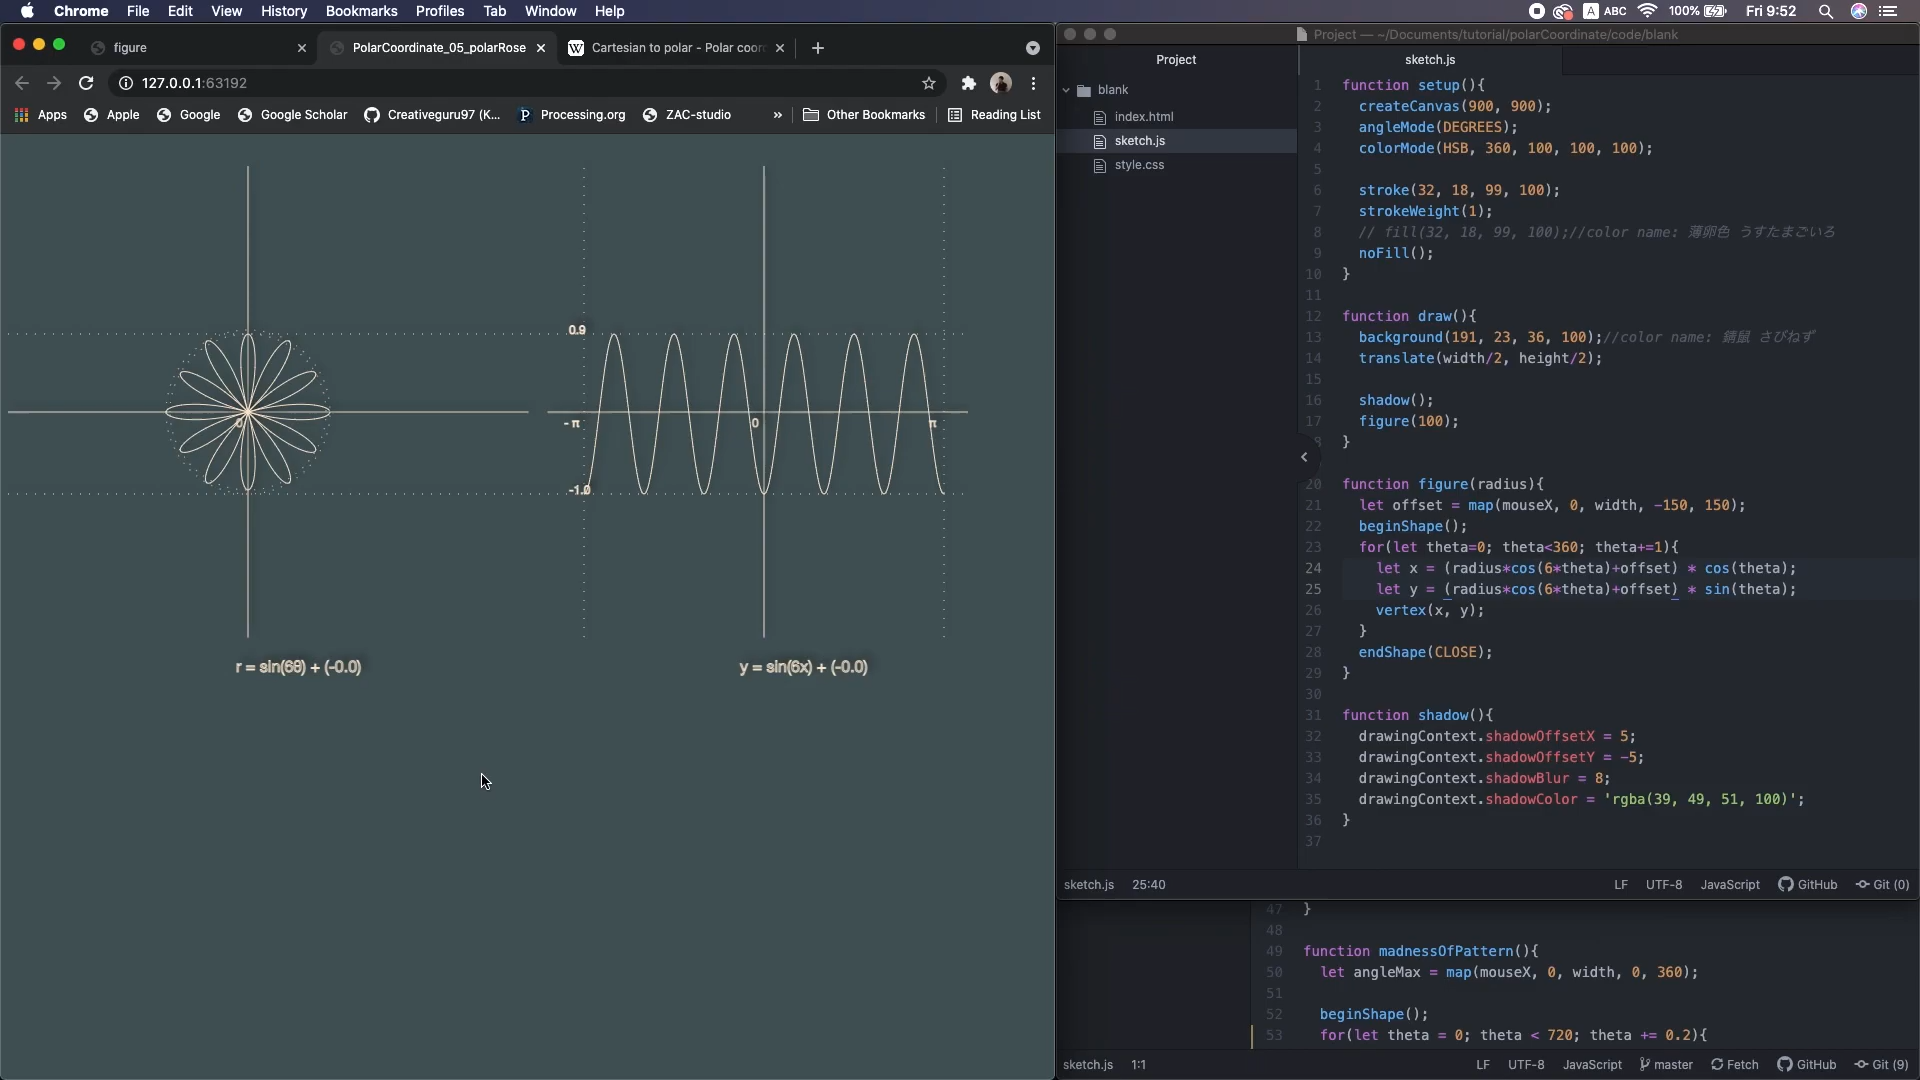 Chrome File Edit View History Bookmarks Profiles Tab Window Help
A ABC 100% Fri 9:52
figure
PolarCoordinate_05_polarRose
W Cartesian to polar - Polar coor
127.0.0.1:63192
Apps Apple Google Google Scholar Creativeguru97 (K... Processing.org ZAC-studio » Other Bookmarks Reading List
0.9
-π 0 π
-1.0
r = sin(6θ) + (-0.0)
y = sin(6x) + (-0.0)
Project — ~/Documents/tutorial/polarCoordinate/code/blank
Project
blank
index.html
sketch.js
style.css
sketch.js
1 function setup(){
2 createCanvas(900, 900);
3 angleMode(DEGREES);
4 colorMode(HSB, 360, 100, 100, 100);
5
6 stroke(32, 18, 99, 100);
7 strokeWeight(1);
8 // fill(32, 18, 99, 100);//color name: 薄卵色 うすたまごいろ
9 noFill();
10 }
11
12 function draw(){
13 background(191, 23, 36, 100);//color name: 錆鼠 さびねず
14 translate(width/2, height/2);
15
16 shadow();
17 figure(100);
8 }
20 function figure(radius){
21 let offset = map(mouseX, 0, width, -150, 150);
22 beginShape();
23 for(let theta=0; theta<360; theta+=1){
24 let x = (radius*cos(6*theta)+offset) * cos(theta);
25 let y = (radius*cos(6*theta)+offset) * sin(theta);
26 vertex(x, y);
27 }
28 endShape(CLOSE);
29 }
30
31 function shadow(){
32 drawingContext.shadowOffsetX = 5;
33 drawingContext.shadowOffsetY = -5;
34 drawingContext.shadowBlur = 8;
35 drawingContext.shadowColor = 'rgba(39, 49, 51, 100)';
36 }
37
sketch.js 25:40 LF UTF-8 JavaScript GitHub Git (0)
47 }
48
49 function madnessOfPattern(){
50 let angleMax = map(mouseX, 0, width, 0, 360);
51
52 beginShape();
53 for(let theta = 0; theta < 720; theta += 0.2){
sketch.js 1:1 LF UTF-8 JavaScript master Fetch GitHub Git (9)